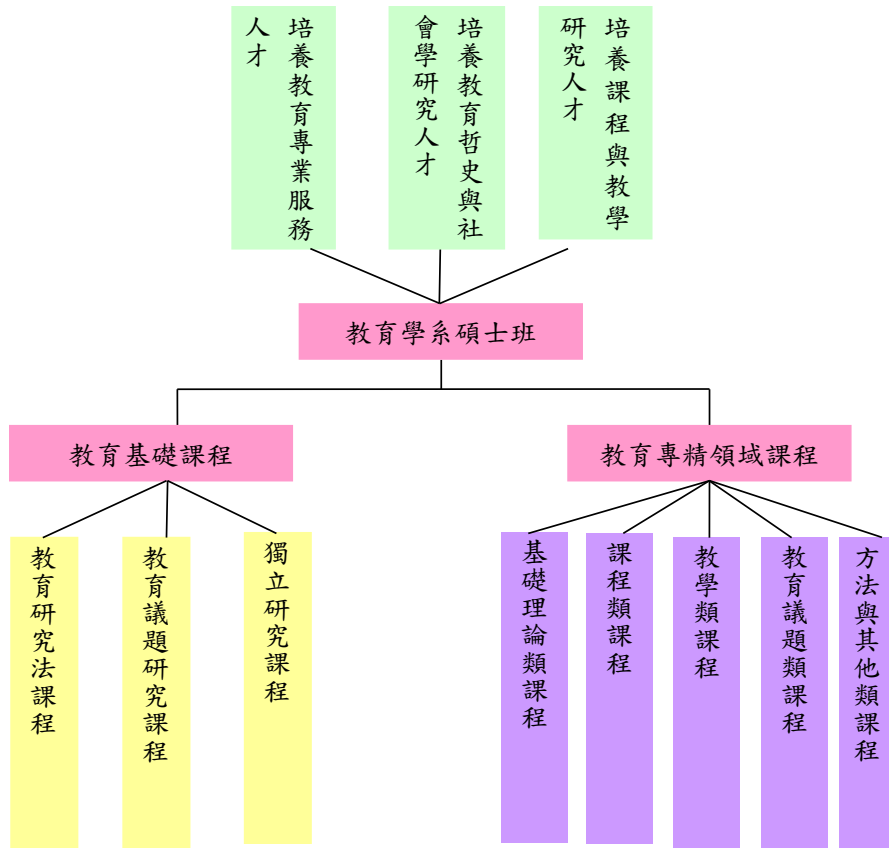 培養教育專業服務
人才
培養教育哲史與社
會學研究人才
培養課程與教學
研究人才
教育學系碩士班
教育基礎課程
教育專精領域課程
教育研究法課程
教育議題研究課程
獨立研究課程
基礎理論類課程
課程類課程
教學類課程
教育議題類課程
方法與其他類課程